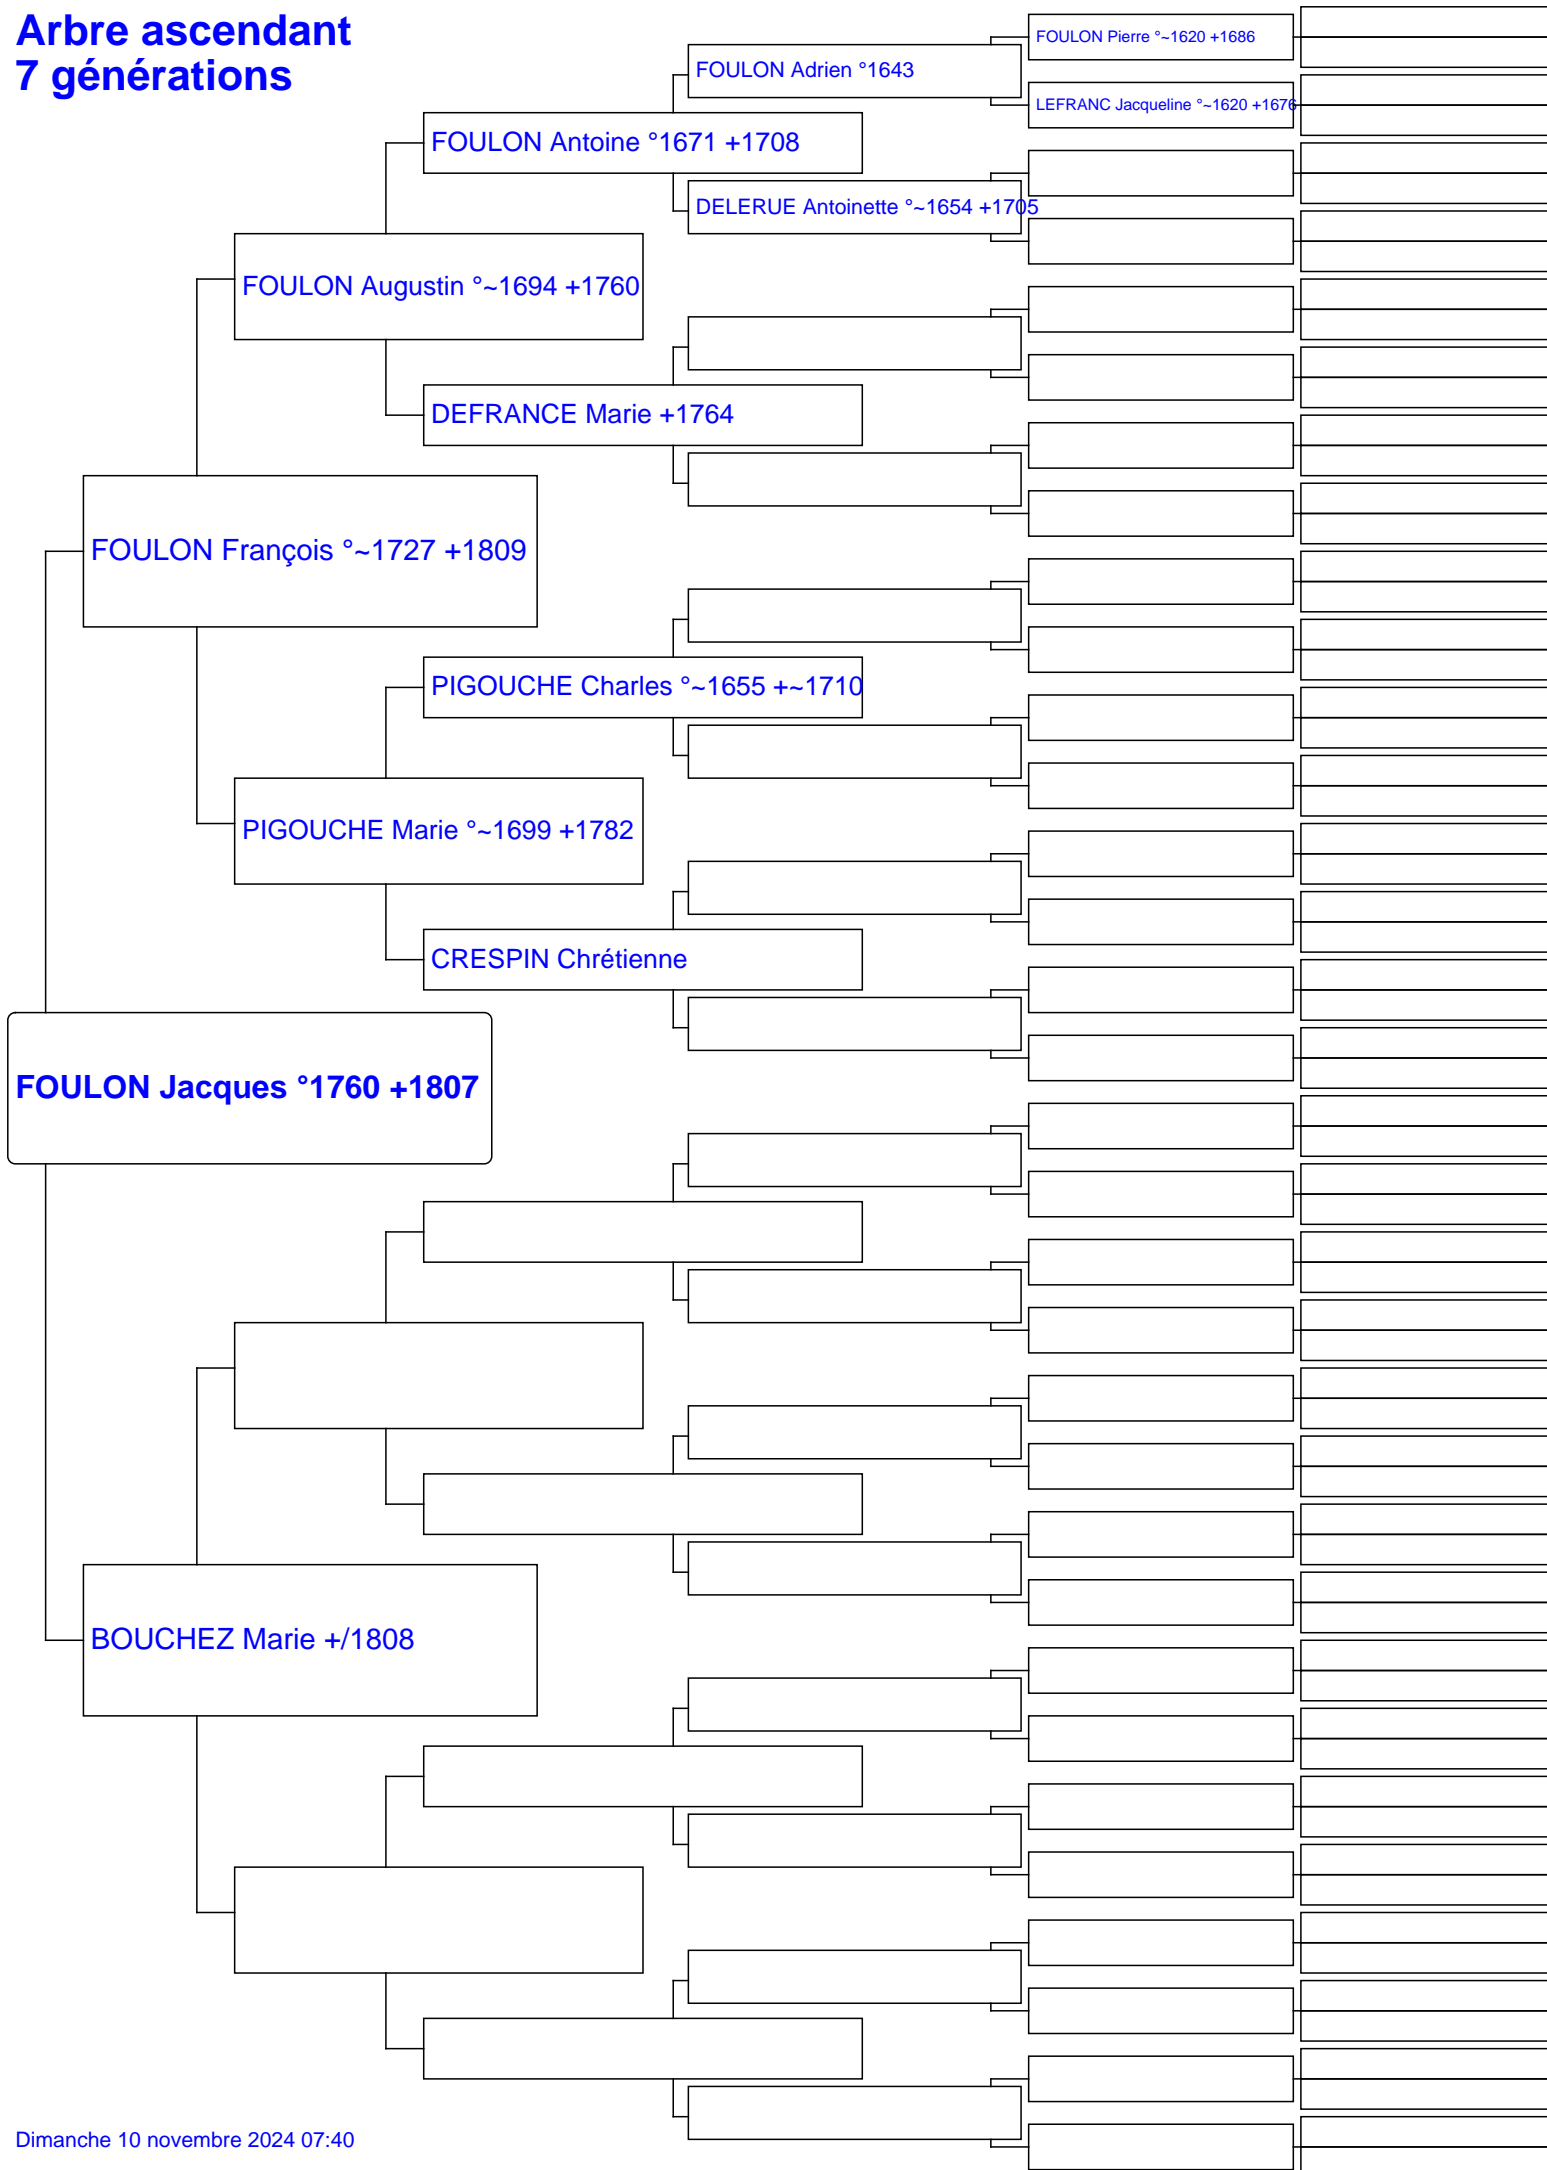 Arbre ascendant
7 générations
FOULON Pierre °~1620 +1686
FOULON Adrien °1643
LEFRANC Jacqueline °~1620 +1676
FOULON Antoine °1671 +1708
DELERUE Antoinette °~1654 +1705
FOULON Augustin °~1694 +1760
DEFRANCE Marie +1764
FOULON François °~1727 +1809
PIGOUCHE Charles °~1655 +~1710
PIGOUCHE Marie °~1699 +1782
CRESPIN Chrétienne
FOULON Jacques °1760 +1807
BOUCHEZ Marie +/1808
Dimanche 10 novembre 2024 07:40